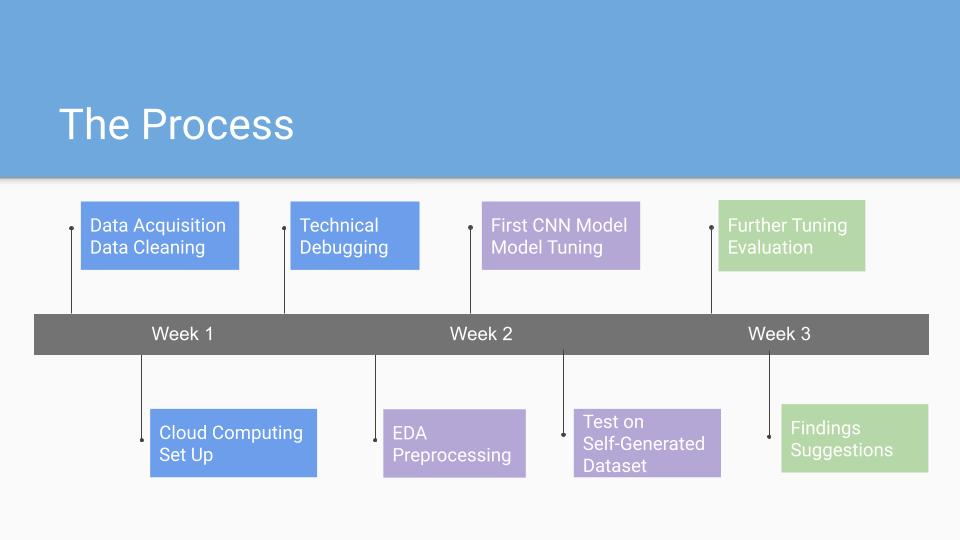 The Process
Data Acquisition
Data Cleaning
Technical
Debugging
First CNN Model
Model Tuning
Further Tuning
Evaluation
Week 1
Week 2
Week 3
Cloud Computing
Set Up
EDA
Preprocessing
Test on
Self-Generated
Dataset
Findings
Suggestions